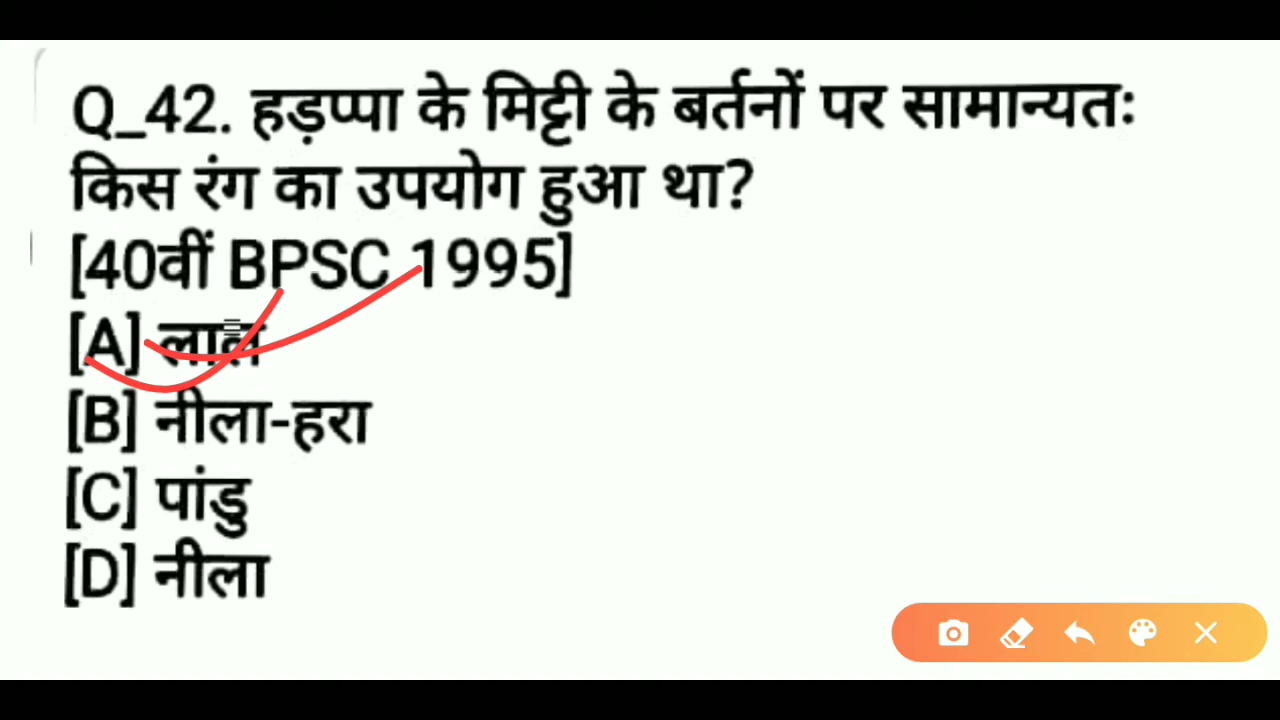 Q_42. हड़प्पा के मिट्टी के बर्तनों पर सामान्यतः
किस रंग का उपयोग हुआ था?
[40वीं BPSC 1995]
[A] लाल
[B] नीला-हरा
[C] पांडु
[D] नीला